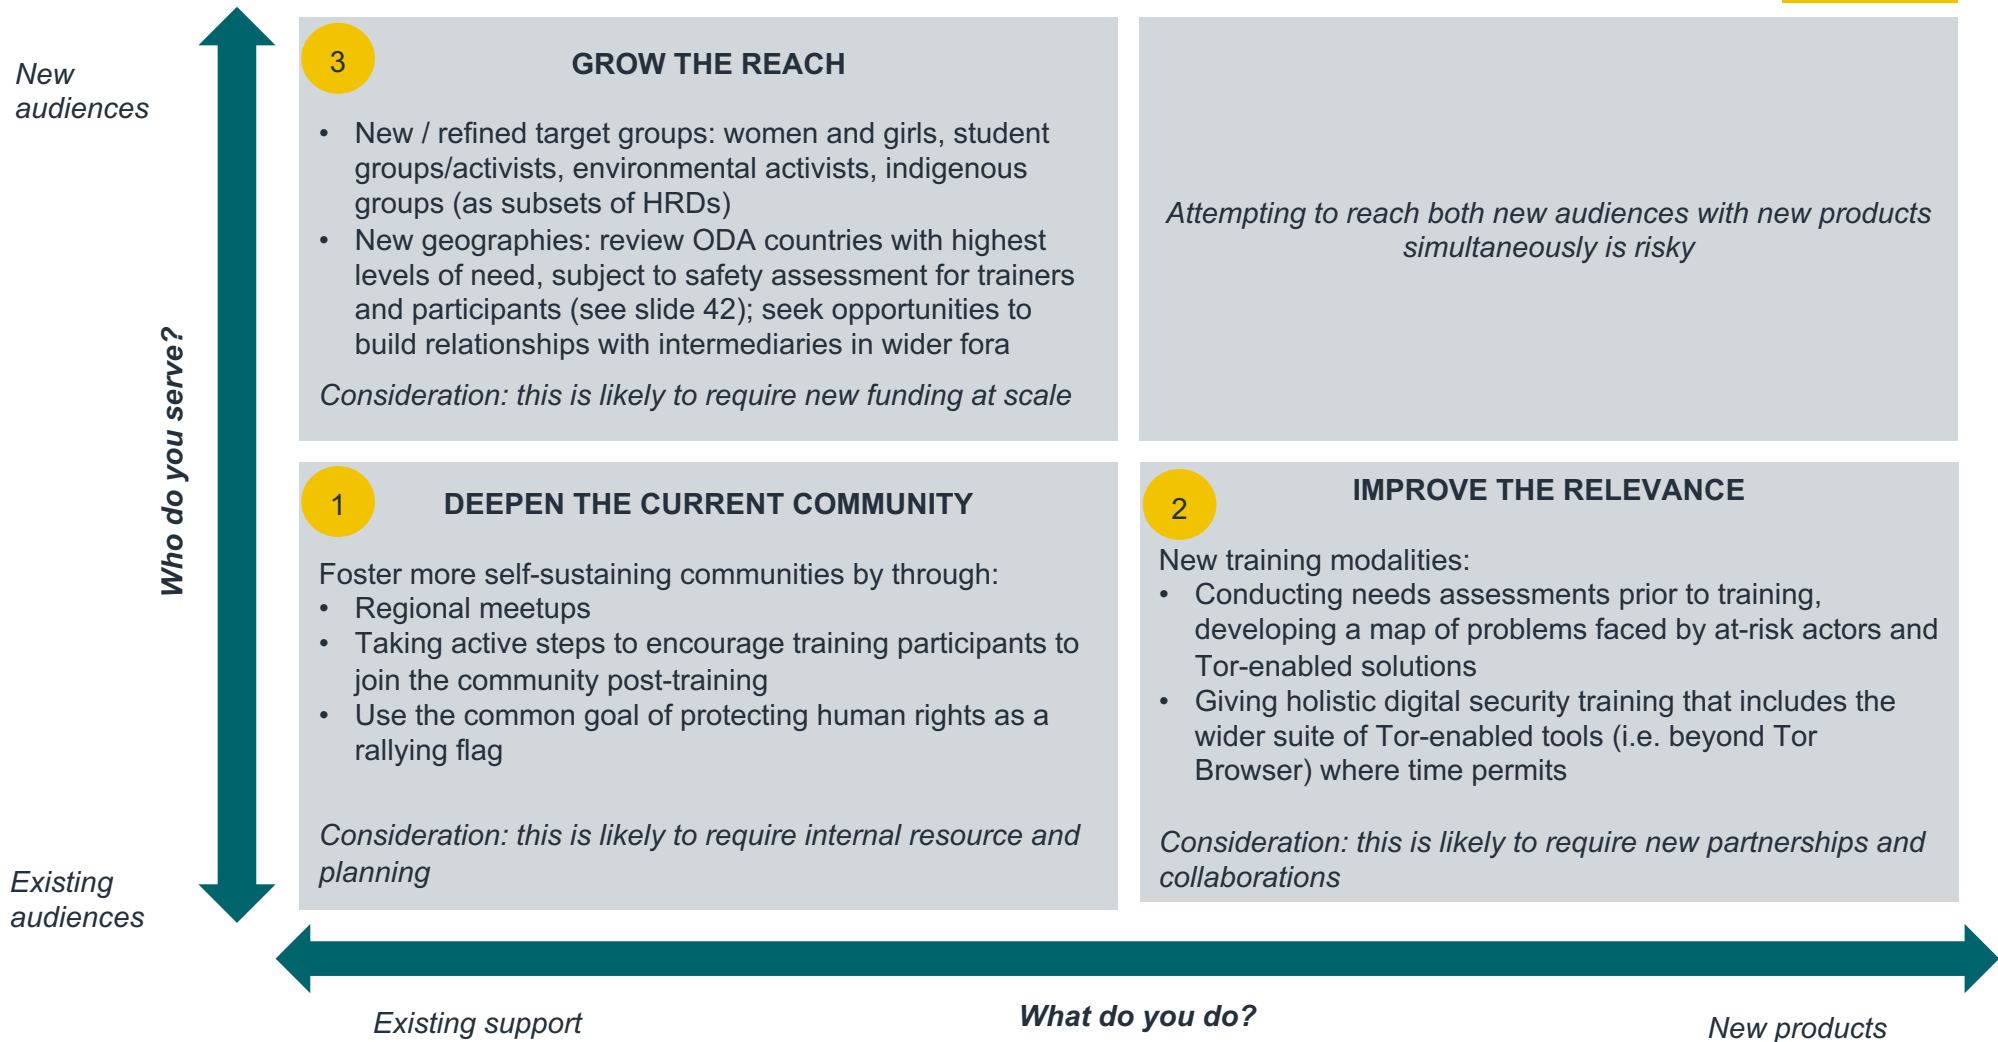 New
audiences
3
GROW THE REACH
• New / refined target groups: women and girls, student
groups/activists, environmental activists, indigenous
groups (as subsets of HRDs)
• New geographies: review ODA countries with highest
levels of need, subject to safety assessment for trainers
and participants (see slide 42); seek opportunities to
build relationships with intermediaries in wider fora
Consideration: this is likely to require new funding at scale
Attempting to reach both new audiences with new products
simultaneously is risky
Who do you serve?
1
DEEPEN THE CURRENT COMMUNITY
Foster more self-sustaining communities by through:
• Regional meetups
• Taking active steps to encourage training participants to
join the community post-training
• Use the common goal of protecting human rights as a
rallying flag
Consideration: this is likely to require internal resource and
planning
2
IMPROVE THE RELEVANCE
New training modalities:
• Conducting needs assessments prior to training,
developing a map of problems faced by at-risk actors and
Tor-enabled solutions
• Giving holistic digital security training that includes the
wider suite of Tor-enabled tools (i.e. beyond Tor
Browser) where time permits
Consideration: this is likely to require new partnerships and
collaborations
Existing
audiences
Existing support
What do you do?
New products